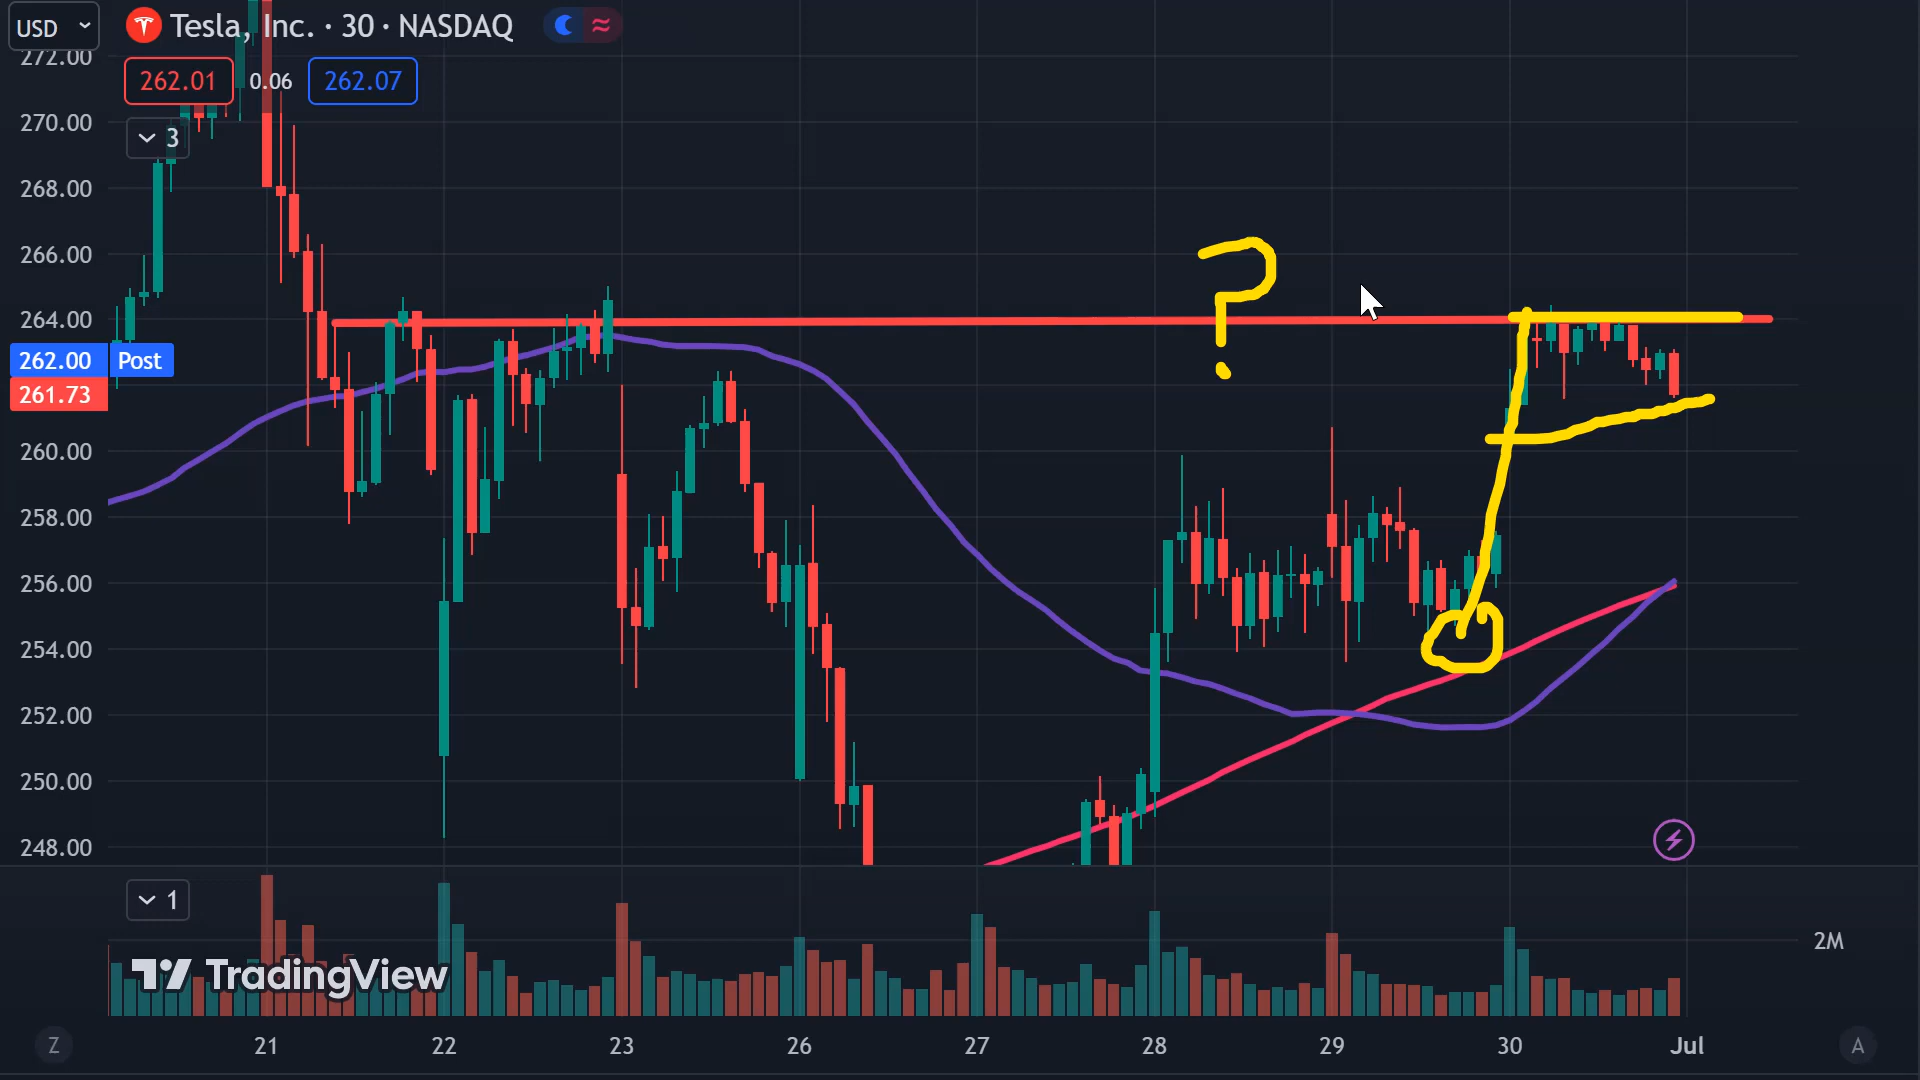 USD
Tesla, Inc. · 30 · NASDAQ
262.01 0.06 262.07
3
272.00
270.00
268.00
266.00
264.00
262.00 Post
261.73
260.00
258.00
256.00
254.00
252.00
250.00
248.00
?
1
2M
TradingView
Z 21 22 23 26 27 28 29 30 Jul A